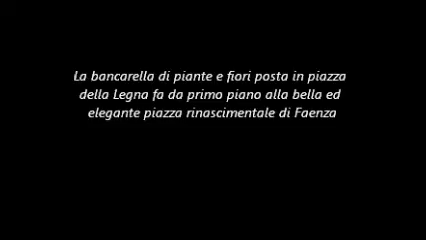 La bancarella di piante e fiori posta in piazza
della Legna fa da primo piano alla bella ed
elegante piazza rinascimentale di Faenza